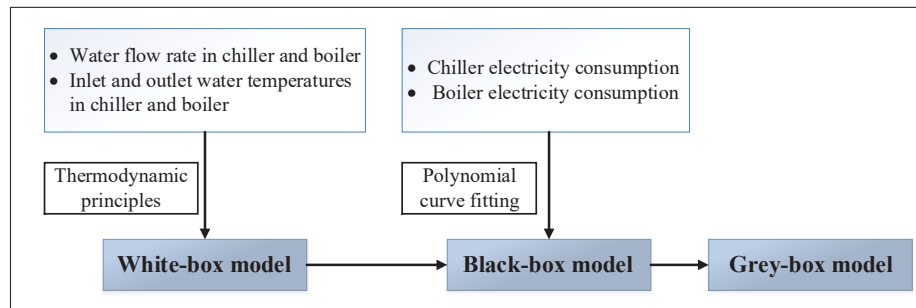 • Water flow rate in chiller and boiler
• Inlet and outlet water temperatures
in chiller and boiler
• Chiller electricity consumption
• Boiler electricity consumption
Thermodynamic
principles
Polynomial
curve fitting
White-box model
Black-box model
Grey-box model